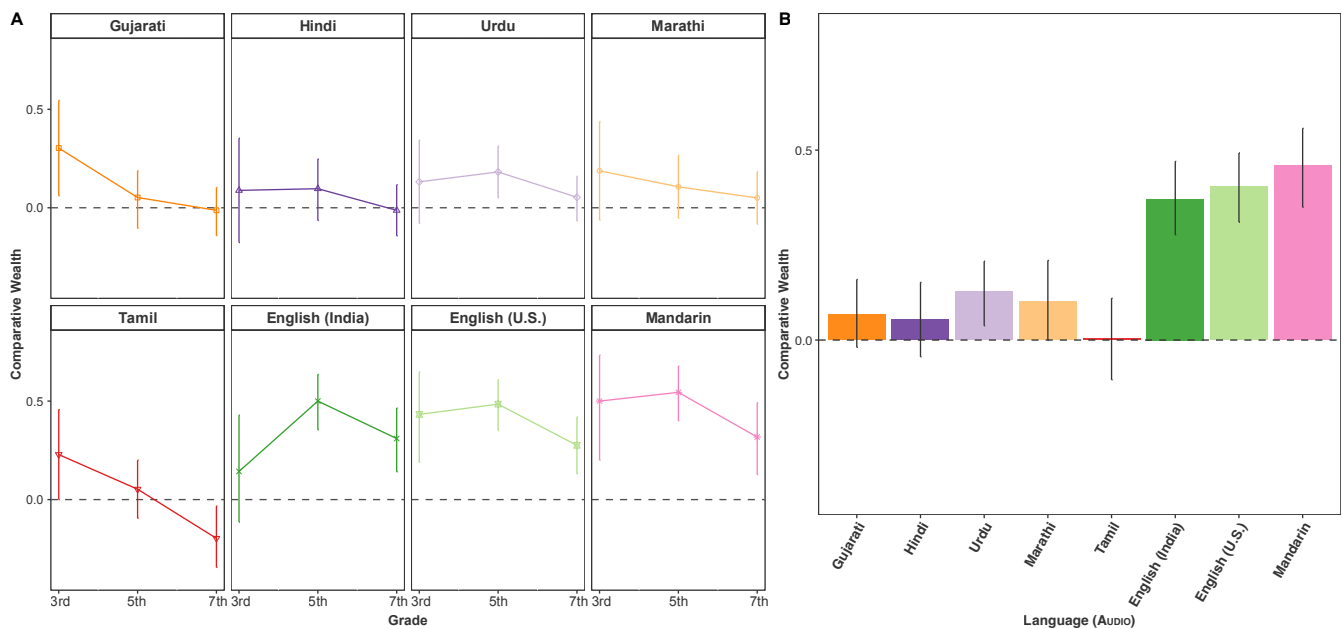 A
Gujarati
Hindi
Urdu
Marathi
0.5
0.0
Tamil
English (India)
English (U.S.)
Mandarin
0.5
0.0
Comparative Wealth
3rd
5th
7th
3rd
5th
7th
3rd
5th
7th
3rd
5th
7th
Grade
B
Comparative Wealth
0.5
0.0
Gujarati
Hindi
Urdu
Marathi
Tamil
English (India)
English (U.S.)
Mandarin
Language (AUDIO)